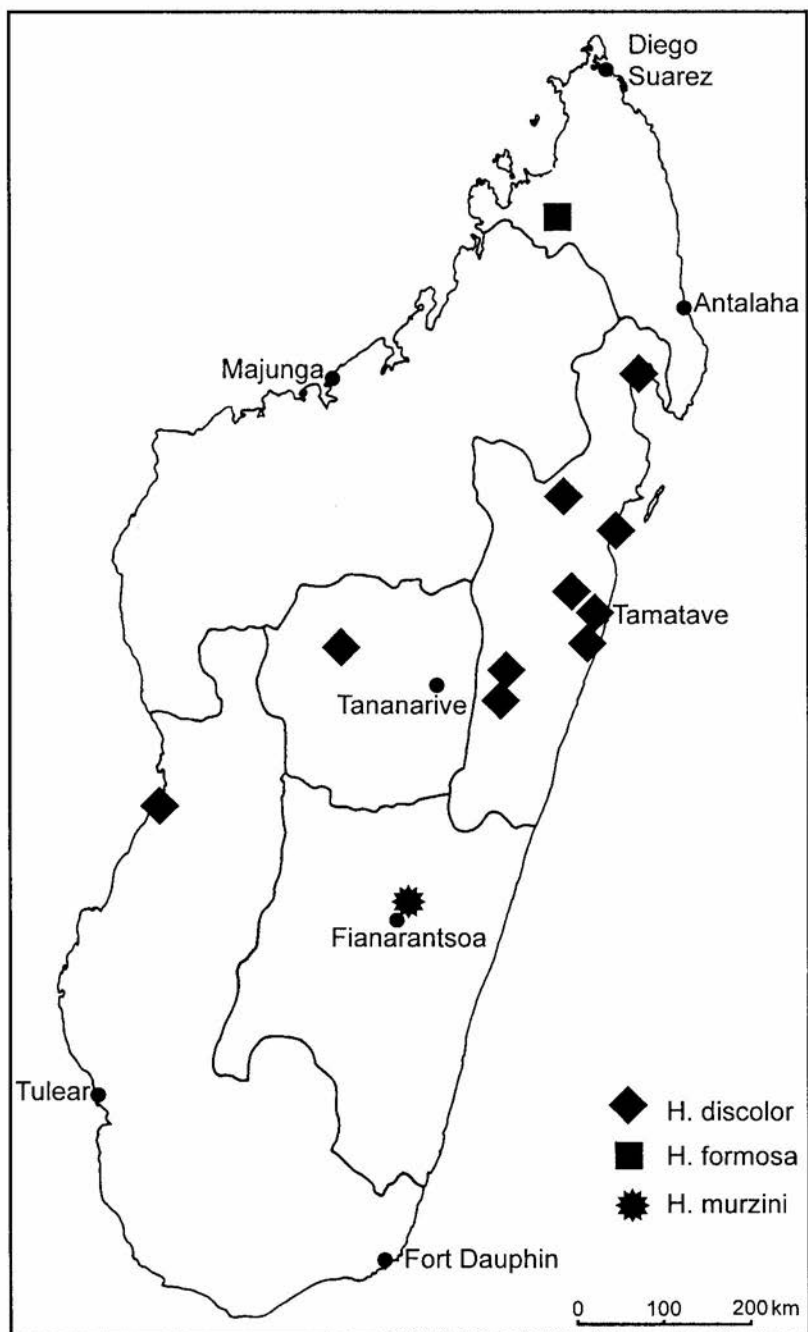 Diego
Suarez
Antalaha
Majunga
Tamatave
Tananarive
Fianarantsoa
Tulear
H. discolor
H. formosa
H. murzini
Fort Dauphin
0 100 200 km